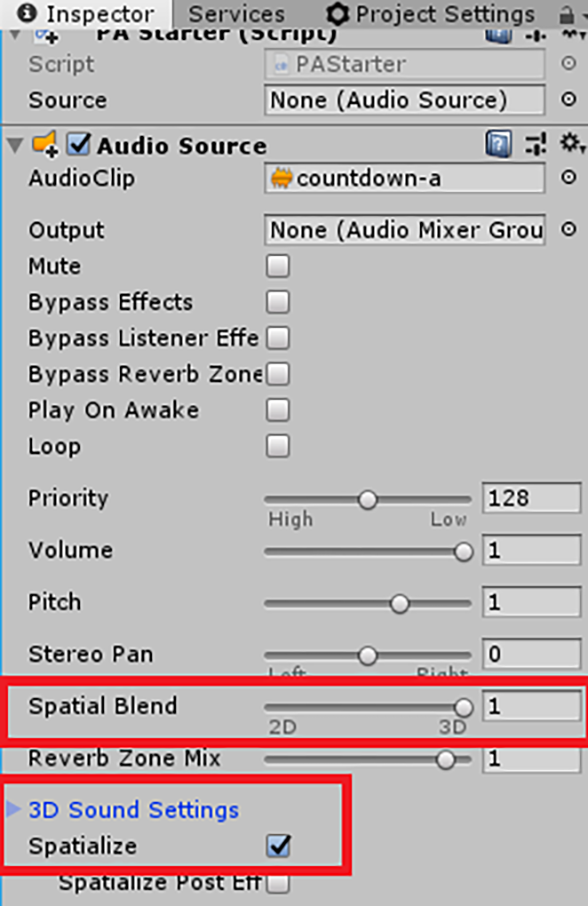 Inspector Services Project Settings
PA Starter (Script)
Script PAStarter
Source None (Audio Source)
Audio Source
AudioClip countdown-a
Output None (Audio Mixer Grou
Mute
Bypass Effects
Bypass Listener Effe
Bypass Reverb Zone
Play On Awake
Loop
Priority 128
High Low
Volume 1
Pitch 1
Stereo Pan 0
Left Right
Spatial Blend 1
2D 3D
Reverb Zone Mix 1
3D Sound Settings
Spatialize
Spatialize Post Eff